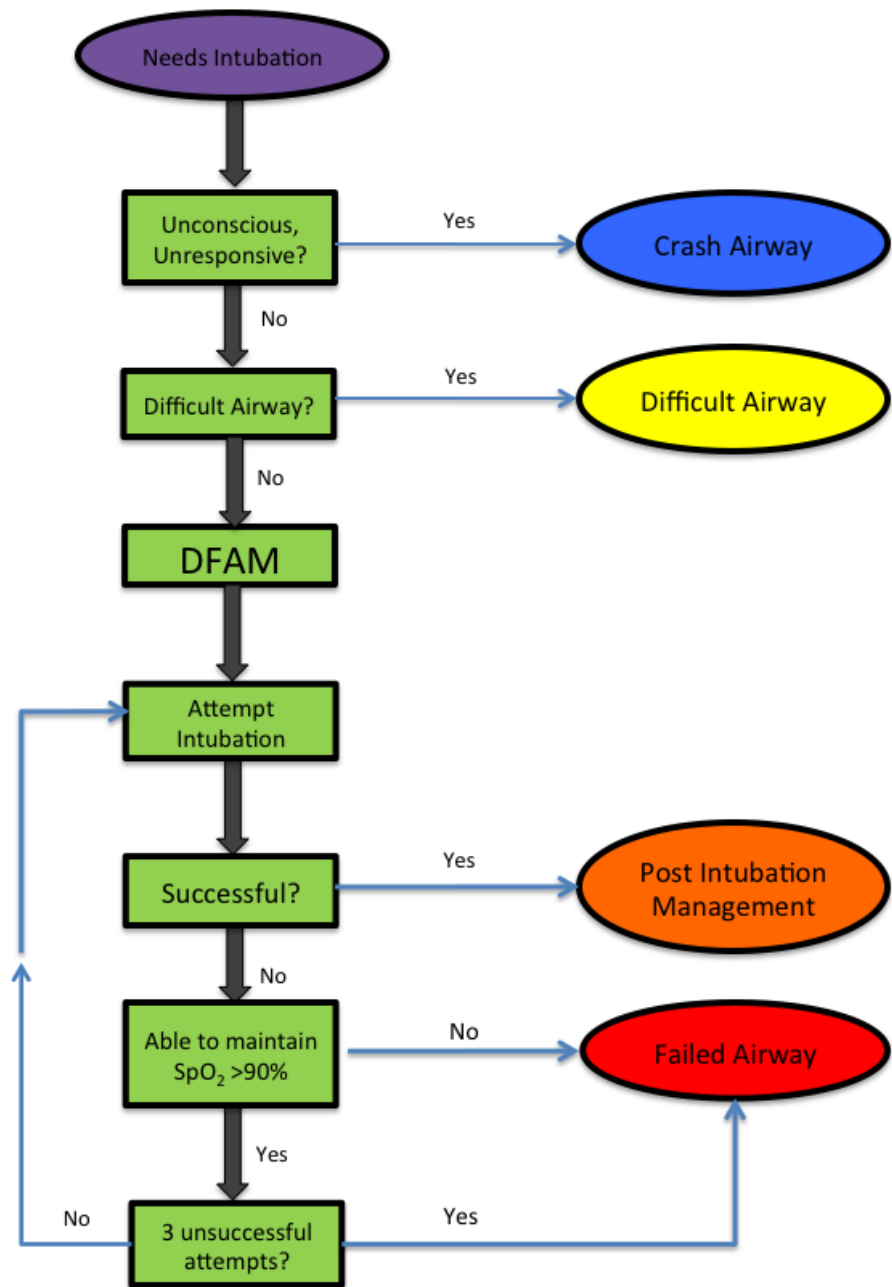 Needs Intubation
Unconscious,
Unresponsive?
Yes
Crash Airway
No
Difficult Airway?
Yes
Difficult Airway
No
DFAM
Attempt
Intubation
Successful?
Yes
Post Intubation
Management
No
Able to maintain
SpO₂ >90%
No
Failed Airway
Yes
No
3 unsuccessful
attempts?
Yes